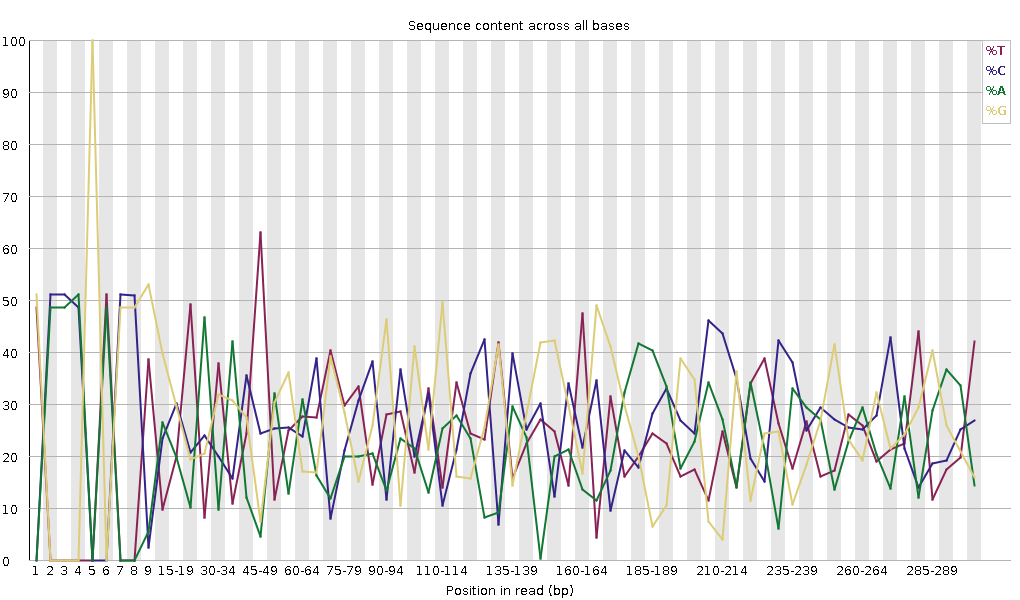 Sequence content across all bases
100
90
80
70
60
50
40
30
20
10
0
%T
%C
%A
%G
1 2 3 4 5 6 7 8 9 15-19 30-34 45-49 60-64 75-79 90-94 110-114 135-139 160-164 185-189 210-214 235-239 260-264 285-289
Position in read (bp)